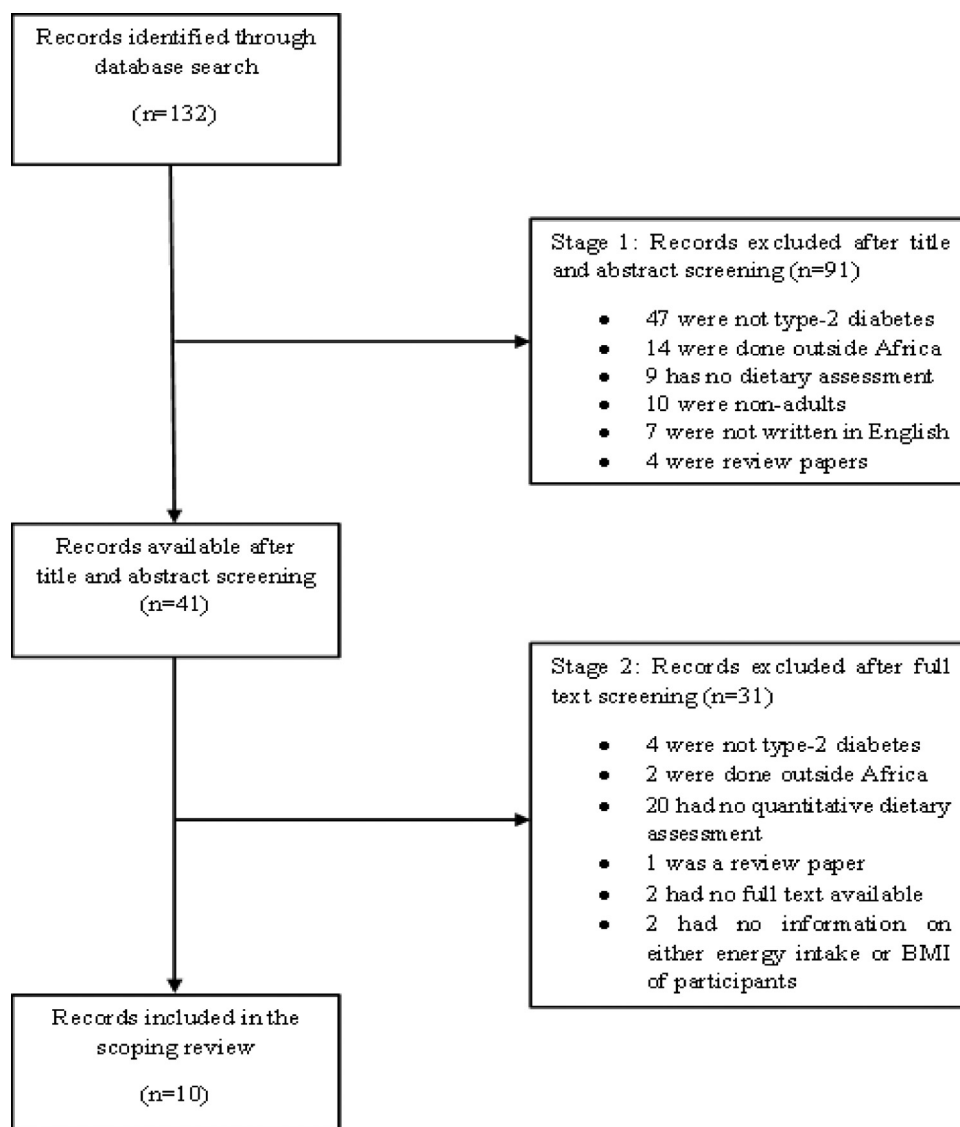 Records identified through
database search
(n=132)
Stage 1: Records excluded after title
and abstract screening (n=91)
● 47 were not type-2 diabetes
● 14 were done outside Africa
● 9 has no dietary assessment
● 10 were non-adults
● 7 were not written in English
● 4 were review papers
Records available after
title and abstract screening
(n=41)
Stage 2: Records excluded after full
text screening (n=31)
● 4 were not type-2 diabetes
● 2 were done outside Africa
● 20 had no quantitative dietary
assessment
● 1 was a review paper
● 2 had no full text available
● 2 had no information on
either energy intake or BMI
of participants
Records included in the
scoping review
(n=10)